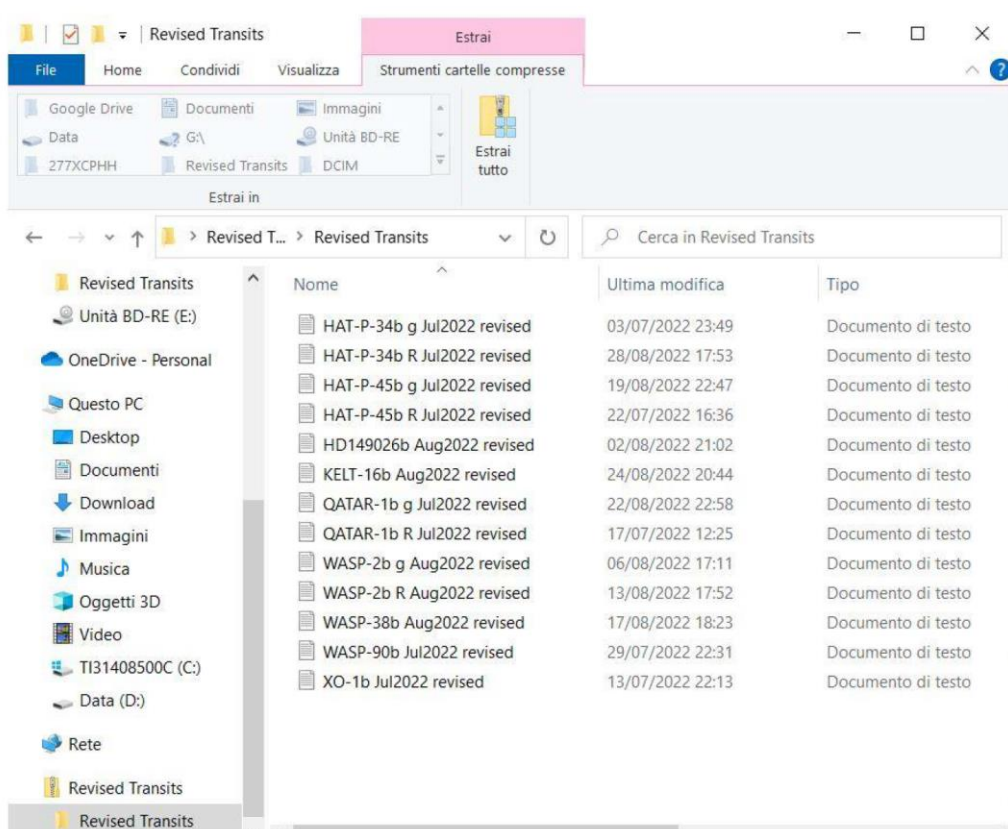 Revised Transits
Estrai
File Home Condividi Visualizza Strumenti cartelle compresse
Google Drive Documenti Immagini
Data G:\ Unità BD-RE
277XCPHH Revised Transits DCIM
Estrai tutto
Estrai in
Revised T... > Revised Transits
Cerca in Revised Transits
Revised Transits
Unità BD-RE (E:)
OneDrive - Personal
Questo PC
Desktop
Documenti
Download
Immagini
Musica
Oggetti 3D
Video
TI31408500C (C:)
Data (D:)
Rete
Revised Transits
Revised Transits
Nome Ultima modifica Tipo
HAT-P-34b g Jul2022 revised 03/07/2022 23:49 Documento di testo
HAT-P-34b R Jul2022 revised 28/08/2022 17:53 Documento di testo
HAT-P-45b g Jul2022 revised 19/08/2022 22:47 Documento di testo
HAT-P-45b R Jul2022 revised 22/07/2022 16:36 Documento di testo
HD149026b Aug2022 revised 02/08/2022 21:02 Documento di testo
KELT-16b Aug2022 revised 24/08/2022 20:44 Documento di testo
QATAR-1b g Jul2022 revised 22/08/2022 22:58 Documento di testo
QATAR-1b R Jul2022 revised 17/07/2022 12:25 Documento di testo
WASP-2b g Aug2022 revised 06/08/2022 17:11 Documento di testo
WASP-2b R Aug2022 revised 13/08/2022 17:52 Documento di testo
WASP-38b Aug2022 revised 17/08/2022 18:23 Documento di testo
WASP-90b Jul2022 revised 29/07/2022 22:31 Documento di testo
XO-1b Jul2022 revised 13/07/2022 22:13 Documento di testo